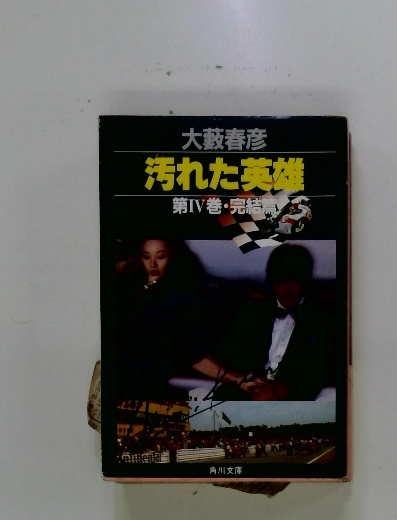 大藪春彦
汚れた英雄
第IV巻・完結篇
角川文庫